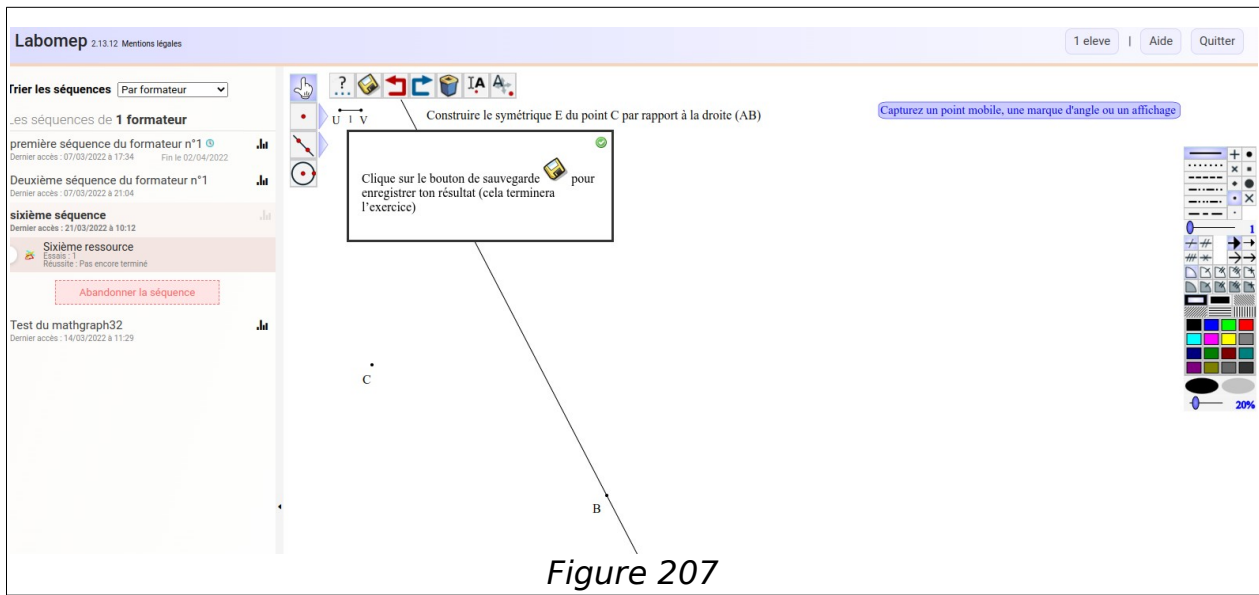 Labomep 2.13.12 Mentions légales
1 eleve | Aide Quitter
Trier les séquences Par formateur
Les séquences de 1 formateur
première séquence du formateur n°1
Dernier accès : 07/03/2022 à 17:34 Fin le 02/04/2022
Deuxième séquence du formateur n°1
Dernier accès : 07/03/2022 à 21:04
sixième séquence
Dernier accès : 21/03/2022 à 10:12
Sixième ressource
Essais : 1
Réussite : Pas encore terminé
Abandonner la séquence
Test du mathgraph32
Dernier accès : 14/03/2022 à 11:29
?...
IA
A
U 1 V
Construire le symétrique E du point C par rapport à la droite (AB)
Capturez un point mobile, une marque d'angle ou un affichage
Clique sur le bouton de sauvegarde pour
enregistrer ton résultat (cela terminera
l'exercice)
C
B
1
20%
Figure 207